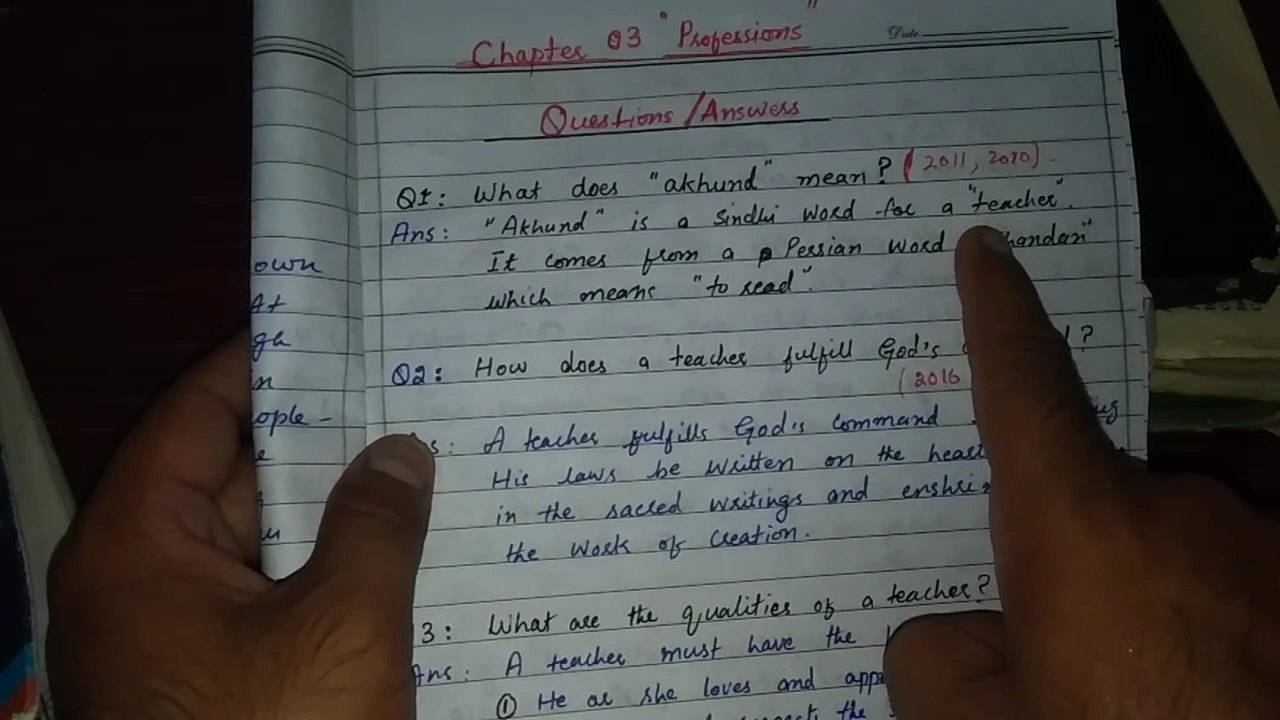 Chapter 03 "Professions"
Date
Questions/Answers
Q1: What does "akhund" mean? (2011, 2010).
Ans: "Akhund" is a Sindhi word for a "teacher".
own It comes from a Persian word
At which means "to read".
ga
Q2: How does a teacher fulfill God's ?
n (2016
ople - A teacher fulfills God's command
e His laws be written on the
in the sacred writings and
the work of creation.
3: What are the qualities of a teacher?
Ans: A teacher must have the
① He or she loves and
the